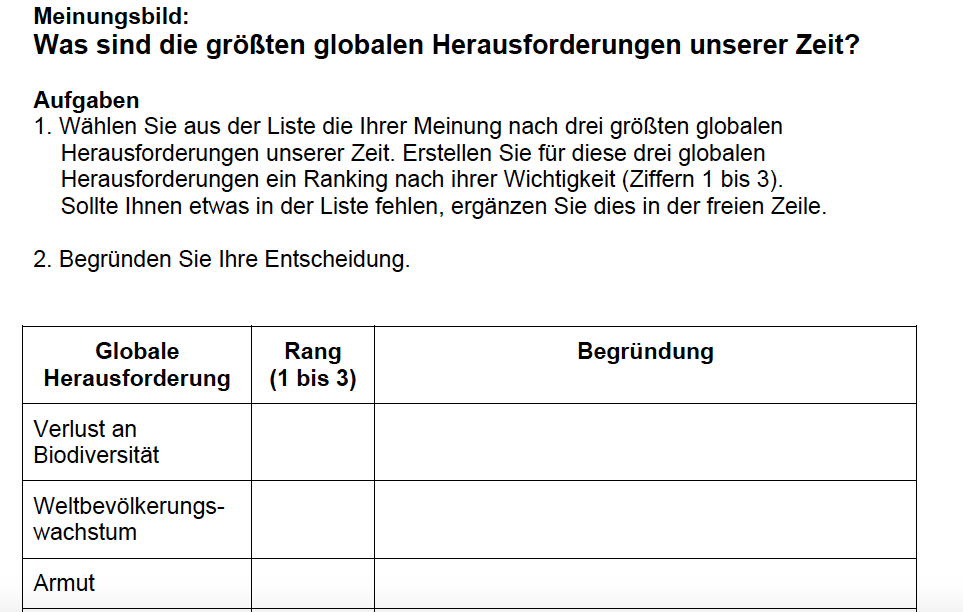 Meinungsbild:
Was sind die größten globalen Herausforderungen unserer Zeit?
Aufgaben
1. Wählen Sie aus der Liste die Ihrer Meinung nach drei größten globalen
Herausforderungen unserer Zeit. Erstellen Sie für diese drei globalen
Herausforderungen ein Ranking nach ihrer Wichtigkeit (Ziffern 1 bis 3).
Sollte Ihnen etwas in der Liste fehlen, ergänzen Sie dies in der freien Zeile.
2. Begründen Sie Ihre Entscheidung.
Globale
Herausforderung
Rang
(1 bis 3)
Begründung
Verlust an
Biodiversität
Weltbevölkerungs-
wachstum
Armut